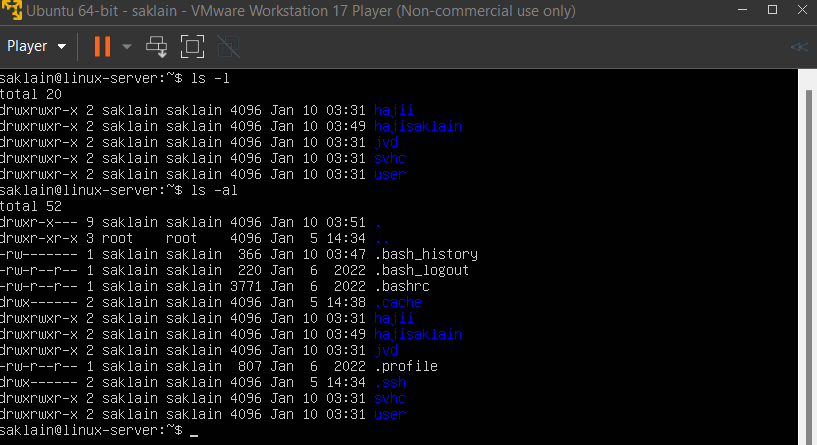 Ubuntu 64-bit - saklain - VMware Workstation 17 Player (Non-commercial use only)
Player
saklain@linux-server:~$ ls -l
total 20
drwxrwxr-x 2 saklain saklain 4096 Jan 10 03:31 hajii
drwxrwxr-x 2 saklain saklain 4096 Jan 10 03:49 hajisaklain
drwxrwxr-x 2 saklain saklain 4096 Jan 10 03:31 jvd
drwxrwxr-x 2 saklain saklain 4096 Jan 10 03:31 svhc
drwxrwxr-x 2 saklain saklain 4096 Jan 10 03:31 user
saklain@linux-server:~$ ls -al
total 52
drwxr-x--- 9 saklain saklain 4096 Jan 10 03:51 .
drwxr-xr-x 3 root    root    4096 Jan  5 14:34 ..
-rw------- 1 saklain saklain  366 Jan 10 03:47 .bash_history
-rw-r--r-- 1 saklain saklain  220 Jan  6  2022 .bash_logout
-rw-r--r-- 1 saklain saklain 3771 Jan  6  2022 .bashrc
drwx------ 2 saklain saklain 4096 Jan  5 14:38 .cache
drwxrwxr-x 2 saklain saklain 4096 Jan 10 03:31 hajii
drwxrwxr-x 2 saklain saklain 4096 Jan 10 03:49 hajisaklain
drwxrwxr-x 2 saklain saklain 4096 Jan 10 03:31 jvd
-rw-r--r-- 1 saklain saklain  807 Jan  6  2022 .profile
drwx------ 2 saklain saklain 4096 Jan  5 14:34 .ssh
drwxrwxr-x 2 saklain saklain 4096 Jan 10 03:31 svhc
drwxrwxr-x 2 saklain saklain 4096 Jan 10 03:31 user
saklain@linux-server:~$ _